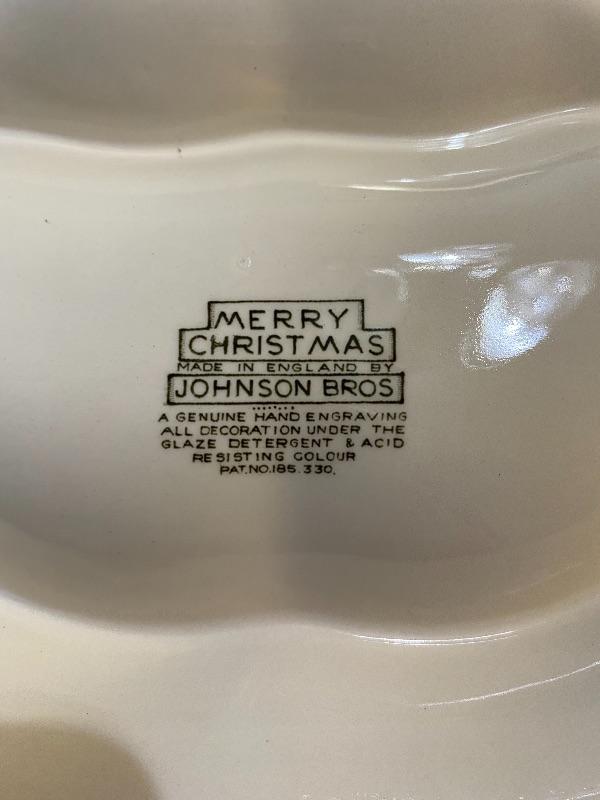 MERRY
CHRISTMAS
MADE IN ENGLAND BY
JOHNSON BROS
A GENUINE HAND ENGRAVING
ALL DECORATION UNDER THE
GLAZE DETERGENT & ACID
RESISTING COLOUR
PAT.NO.185.330.